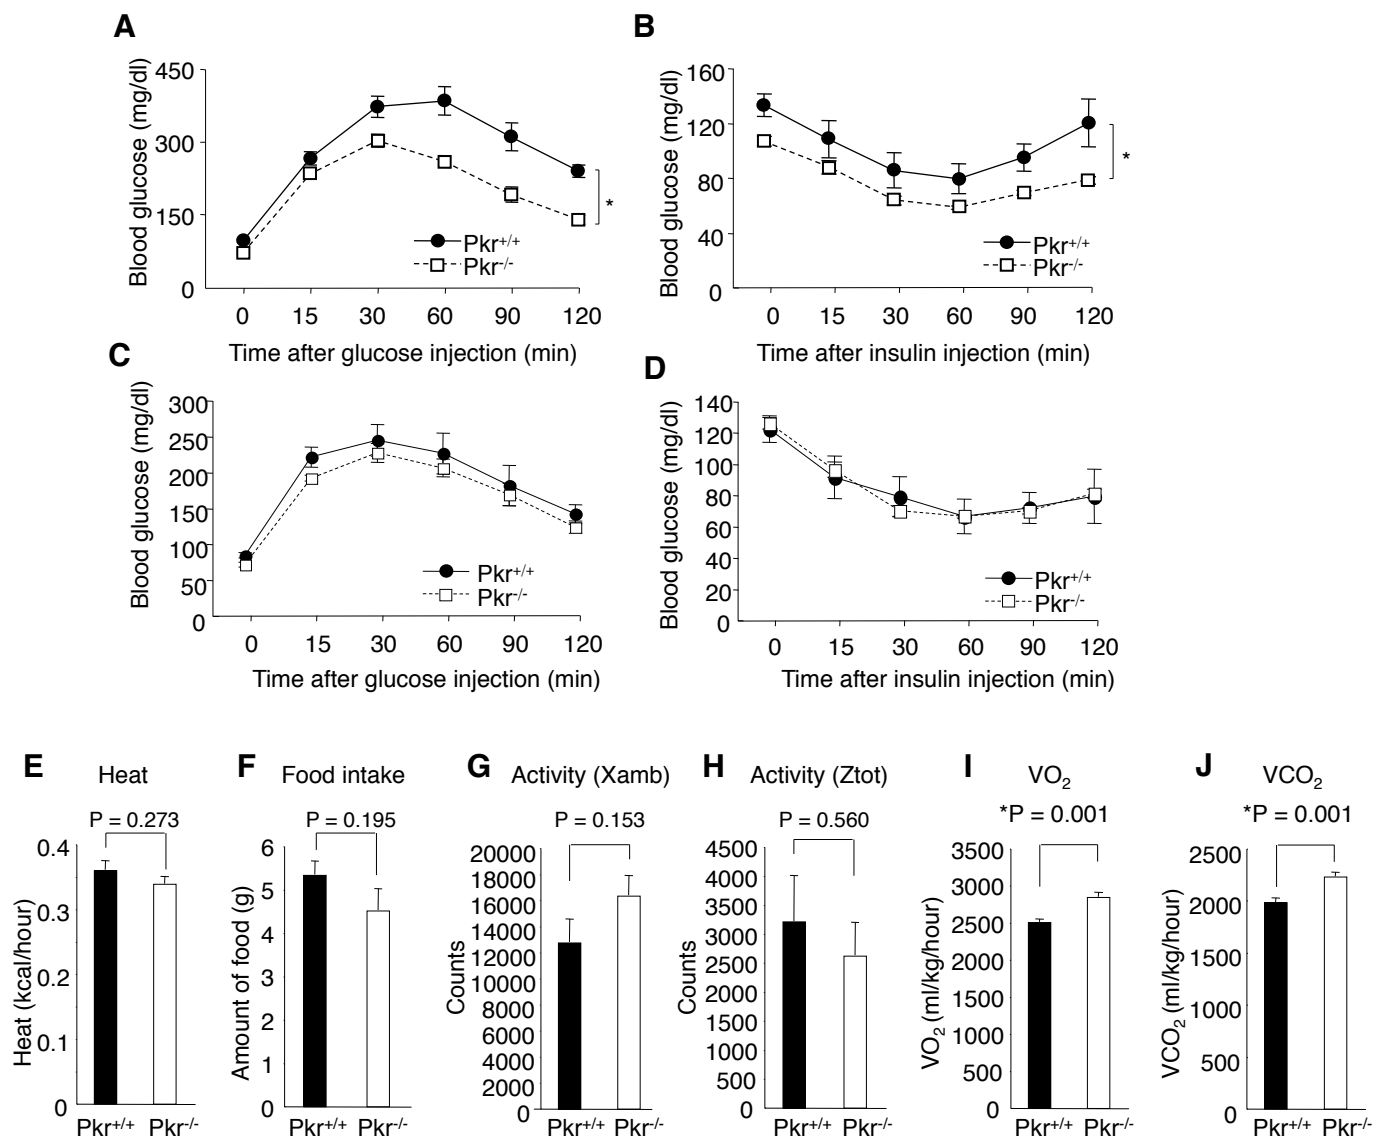 A
Blood glucose (mg/dl)
450
300
150
0
*
Pkr+/+
Pkr-/-
0 15 30 60 90 120
Time after glucose injection (min)
B
Blood glucose (mg/dl)
160
120
80
40
0
*
Pkr+/+
Pkr-/-
0 15 30 60 90 120
Time after insulin injection (min)
C
Blood glucose (mg/dl)
300
250
200
150
100
50
0
Pkr+/+
Pkr-/-
0 15 30 60 90 120
Time after glucose injection (min)
D
Blood glucose (mg/dl)
140
120
100
80
60
40
20
0
Pkr+/+
Pkr-/-
0 15 30 60 90 120
Time after insulin injection (min)
E
Heat
P = 0.273
Heat (kcal/hour)
0.4
0.3
0.2
0.1
0
Pkr+/+ Pkr-/-
F
Food intake
P = 0.195
Amount of food (g)
6
5
4
3
2
1
0
Pkr+/+ Pkr-/-
G
Activity (Xamb)
P = 0.153
Counts
20000
18000
16000
14000
12000
10000
8000
6000
4000
2000
0
Pkr+/+ Pkr-/-
H
Activity (Ztot)
P = 0.560
Counts
4500
4000
3500
3000
2500
2000
1500
1000
500
0
Pkr+/+ Pkr-/-
I
VO2
*P = 0.001
VO2 (ml/kg/hour)
3500
3000
2500
2000
1500
1000
500
0
Pkr+/+ Pkr-/-
J
VCO2
*P = 0.001
VCO2 (ml/kg/hour)
2500
2000
1500
1000
500
0
Pkr+/+ Pkr-/-